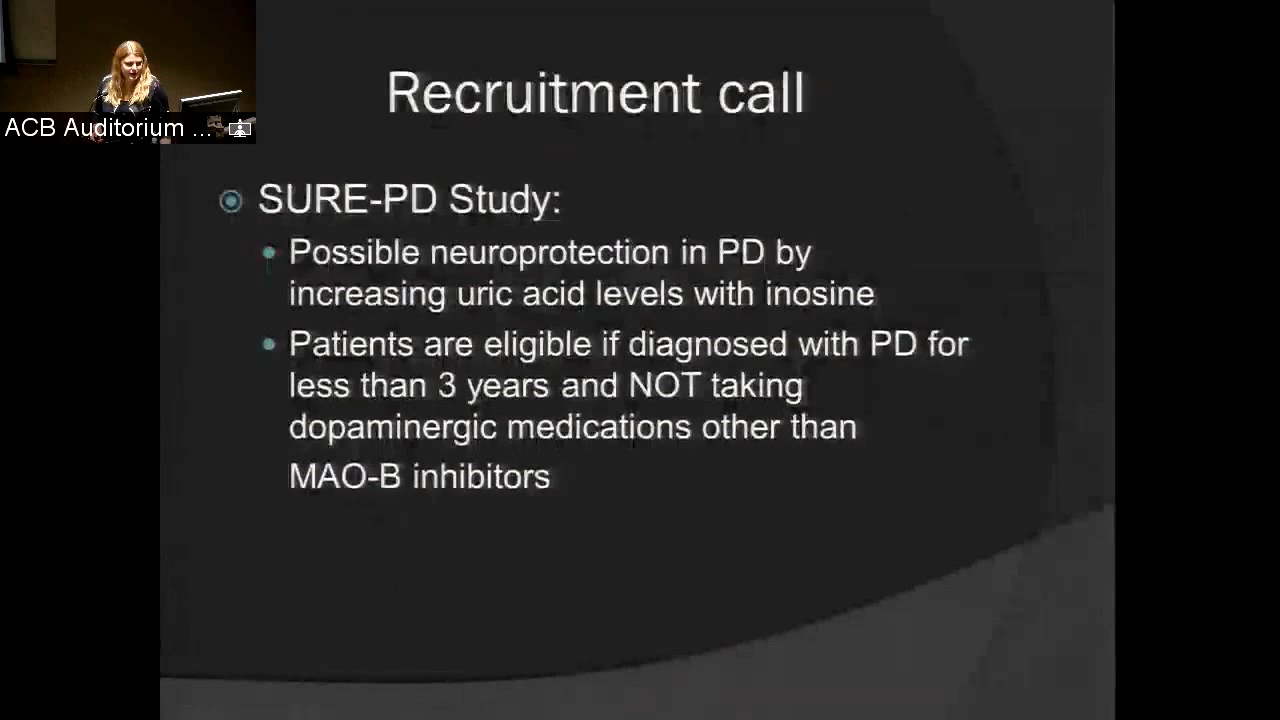 Recruitment call
ACB Auditorium ...
SURE-PD Study:
Possible neuroprotection in PD by
increasing uric acid levels with inosine
Patients are eligible if diagnosed with PD for
less than 3 years and NOT taking
dopaminergic medications other than
MAO-B inhibitors